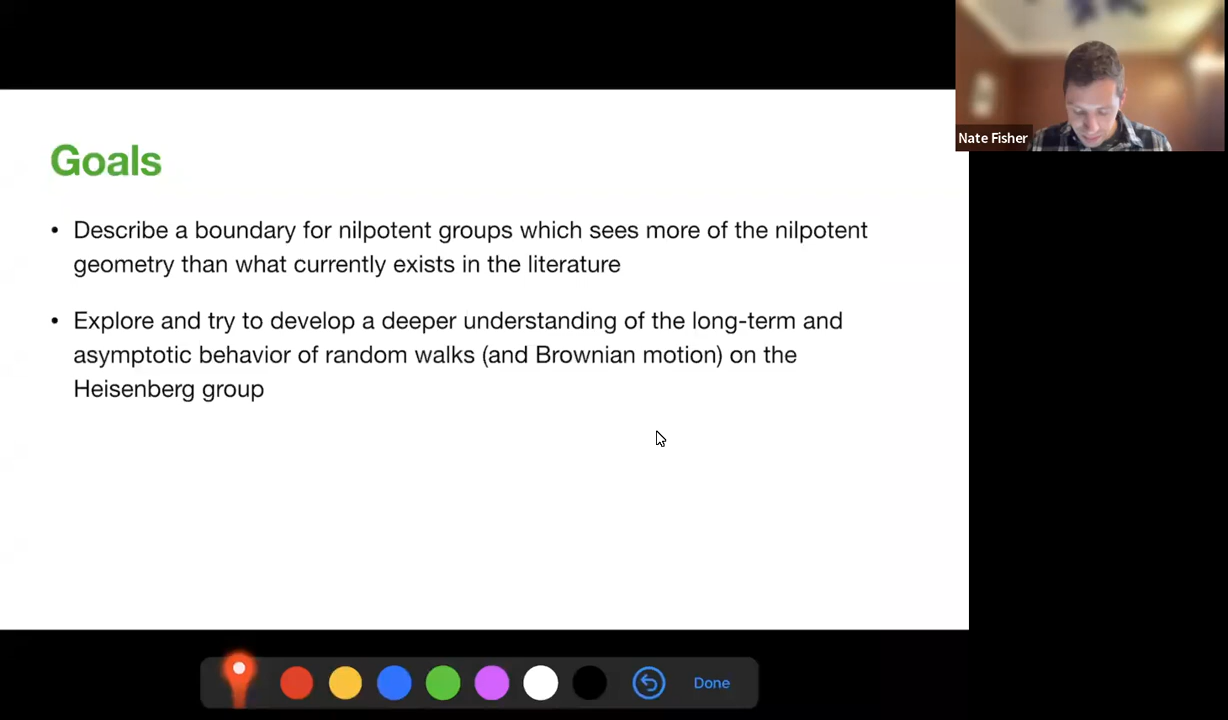 Nate Fisher
Goals
• Describe a boundary for nilpotent groups which sees more of the nilpotent
geometry than what currently exists in the literature
• Explore and try to develop a deeper understanding of the long-term and
asymptotic behavior of random walks (and Brownian motion) on the
Heisenberg group
Done